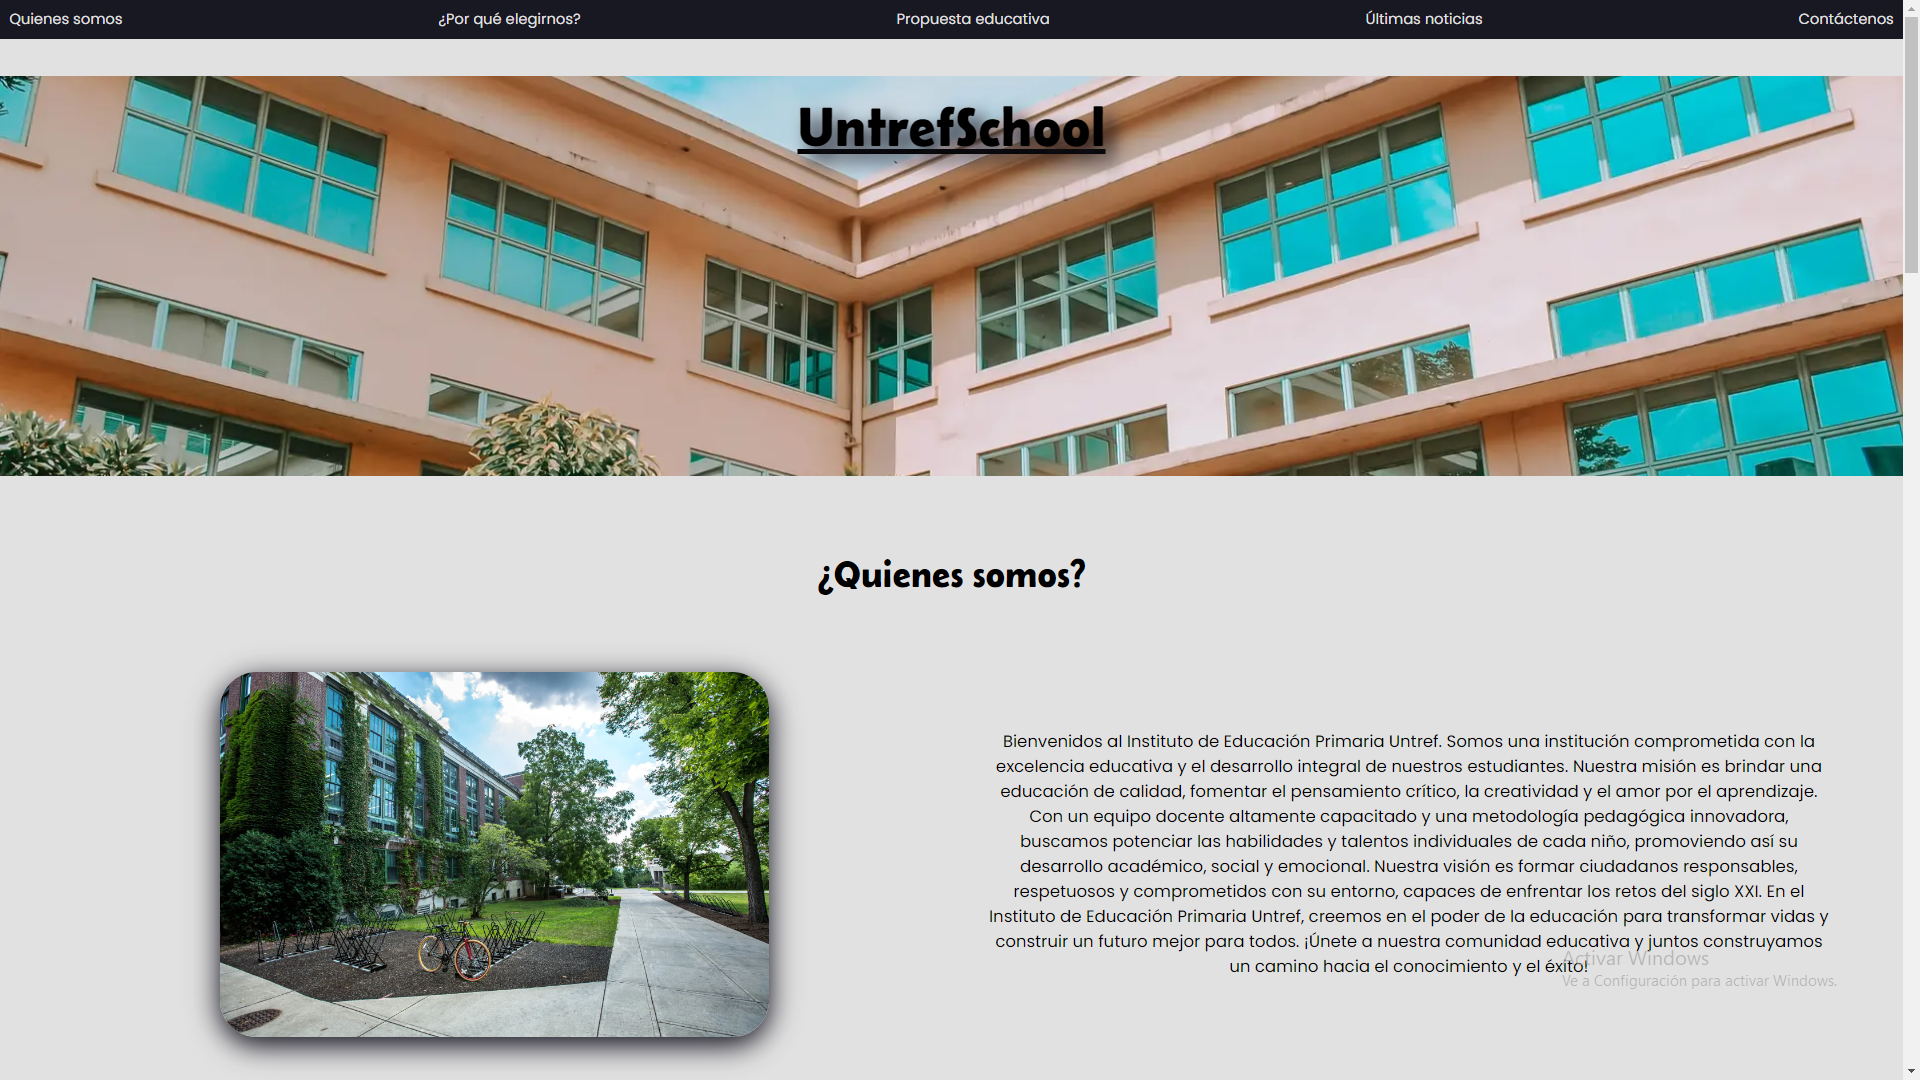 Quienes somos
¿Por qué elegirnos?
Propuesta educativa
Últimas noticias
Contáctenos
UntrefSchool
¿Quienes somos?
Bienvenidos al Instituto de Educación Primaria Untref. Somos una institución comprometida con la
excelencia educativa y el desarrollo integral de nuestros estudiantes. Nuestra misión es brindar una
educación de calidad, fomentar el pensamiento crítico, la creatividad y el amor por el aprendizaje.
Con un equipo docente altamente capacitado y una metodología pedagógica innovadora,
buscamos potenciar las habilidades y talentos individuales de cada niño, promoviendo así su
desarrollo académico, social y emocional. Nuestra visión es formar ciudadanos responsables,
respetuosos y comprometidos con su entorno, capaces de enfrentar los retos del siglo XXI. En el
Instituto de Educación Primaria Untref, creemos en el poder de la educación para transformar vidas y
construir un futuro mejor para todos. ¡Únete a nuestra comunidad educativa y juntos construyamos
un camino hacia el conocimiento y el éxito!
Activar Windows
Ve a Configuración para activar Windows.